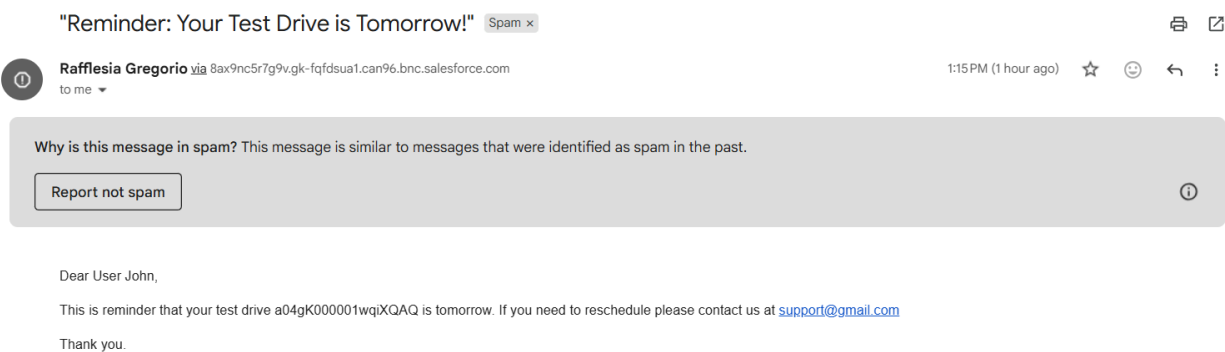 "Reminder: Your Test Drive is Tomorrow!" Spam ×
Rafflesia Gregorio via 8ax9nc5r7g9v.gk-fqfdsua1.can96.bnc.salesforce.com 1:15 PM (1 hour ago)
to me
Why is this message in spam? This message is similar to messages that were identified as spam in the past.
Report not spam
Dear User John,
This is reminder that your test drive a04gK000001wqiXQAQ is tomorrow. If you need to reschedule please contact us at support@gmail.com
Thank you.